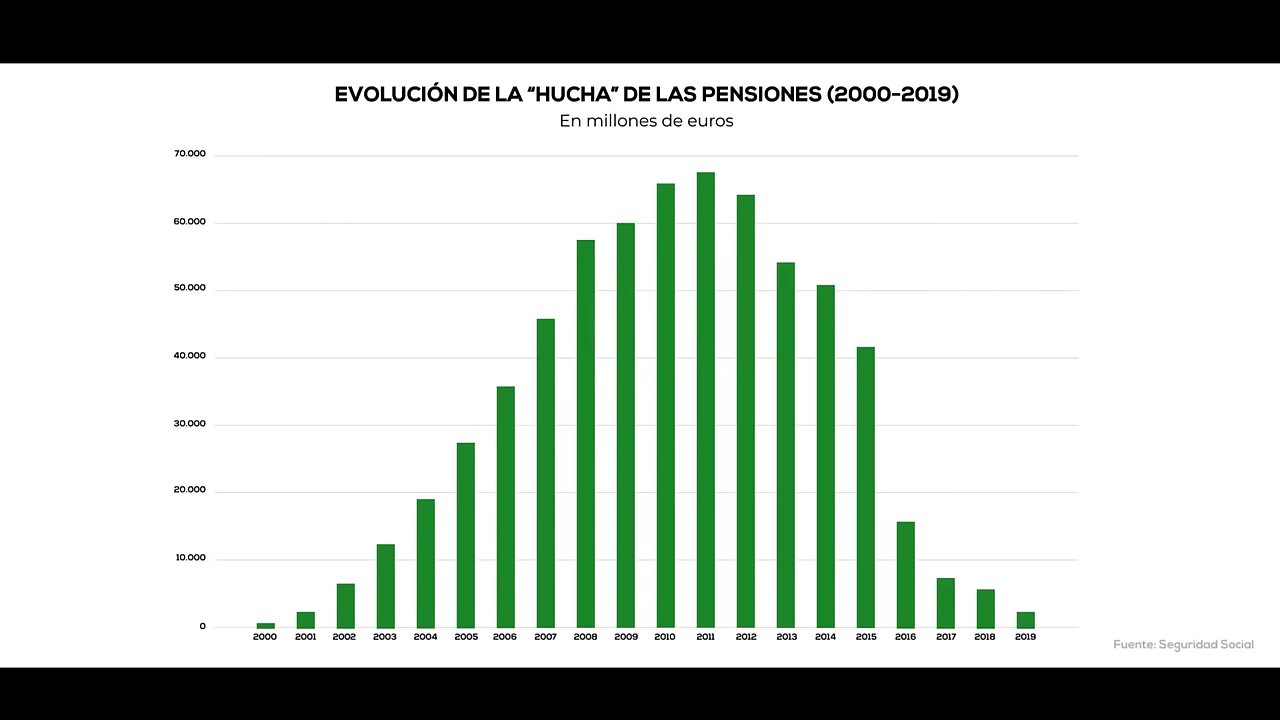 EVOLUCIÓN DE LA “HUCHA” DE LAS PENSIONES (2000-2019)
En millones de euros
70.000
60.000
50.000
40.000
30.000
20.000
10.000
0
2000 2001 2002 2003 2004 2005 2006 2007 2008 2009 2010 2011 2012 2013 2014 2015 2016 2017 2018 2019
Fuente: Seguridad Social